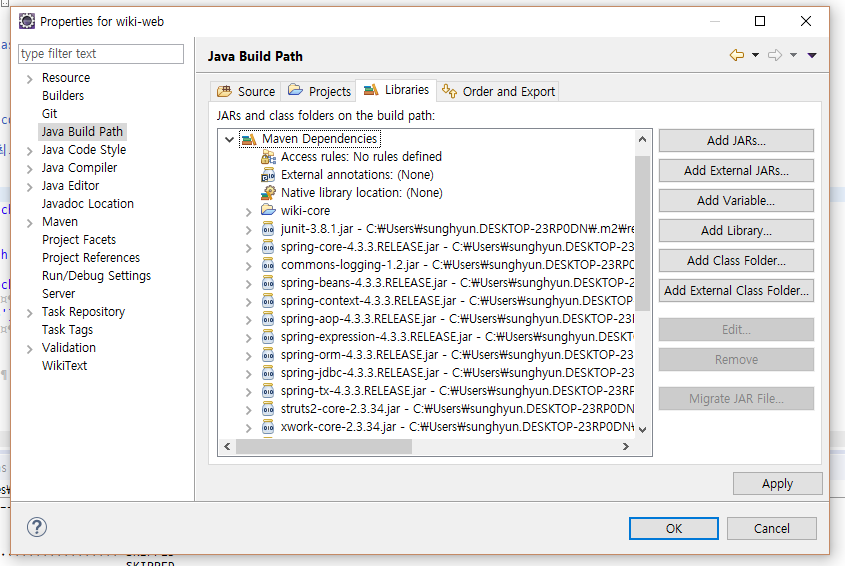 Properties for wiki-web
type filter text
Resource
Builders
Git
Java Build Path
Java Code Style
Java Compiler
Java Editor
Javadoc Location
Maven
Project Facets
Project References
Run/Debug Settings
Server
Task Repository
Task Tags
Validation
WikiText
Java Build Path
Source
Projects
Libraries
Order and Export
JARs and class folders on the build path:
Maven Dependencies
Access rules: No rules defined
External annotations: (None)
Native library location: (None)
wiki-core
junit-3.8.1.jar - C:₩Users₩sunghyun.DESKTOP-23RP0DN₩.m2₩re
spring-core-4.3.3.RELEASE.jar - C:₩Users₩sunghyun.DESKTOP-23
commons-logging-1.2.jar - C:₩Users₩sunghyun.DESKTOP-23RP0
spring-beans-4.3.3.RELEASE.jar - C:₩Users₩sunghyun.DESKTOP-2
spring-context-4.3.3.RELEASE.jar - C:₩Users₩sunghyun.DESKTOP
spring-aop-4.3.3.RELEASE.jar - C:₩Users₩sunghyun.DESKTOP-23
spring-expression-4.3.3.RELEASE.jar - C:₩Users₩sunghyun.DESKT
spring-orm-4.3.3.RELEASE.jar - C:₩Users₩sunghyun.DESKTOP-23
spring-jdbc-4.3.3.RELEASE.jar - C:₩Users₩sunghyun.DESKTOP-23
spring-tx-4.3.3.RELEASE.jar - C:₩Users₩sunghyun.DESKTOP-23RP
struts2-core-2.3.34.jar - C:₩Users₩sunghyun.DESKTOP-23RP0DN
xwork-core-2.3.34.jar - C:₩Users₩sunghyun.DESKTOP-23RP0DN₩
Add JARs...
Add External JARs...
Add Variable...
Add Library...
Add Class Folder...
Add External Class Folder...
Edit...
Remove
Migrate JAR File...
Apply
OK
Cancel
SKIPPED